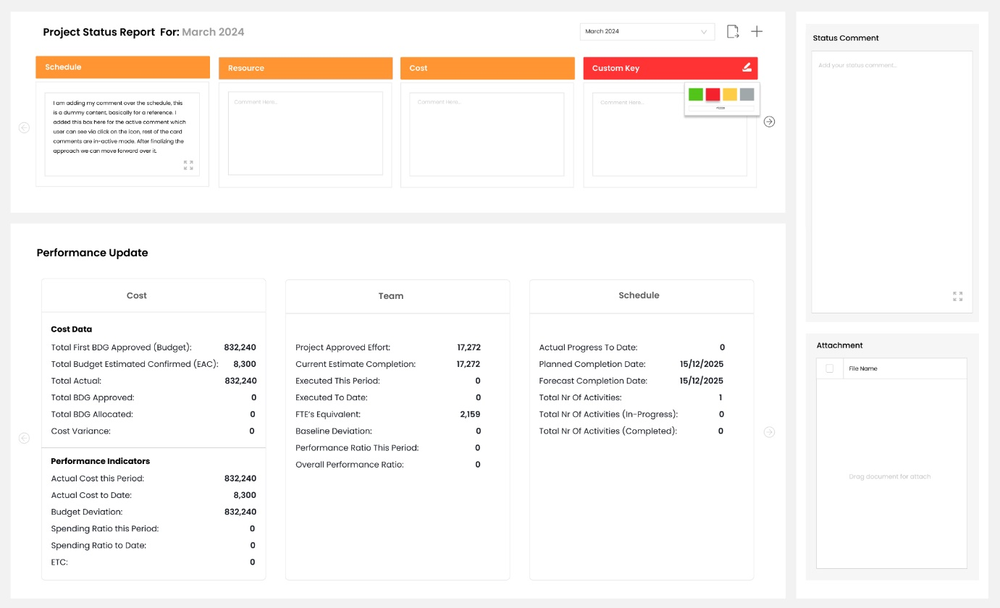 Project Status Report For: March 2024
March 2024
Schedule
Resource
Cost
Custom Key
I am adding my comment over the schedule, this
is a dummy content, basically for a reference. I
added this box here for the active comment which
user can see via click on the icon, rest of the card
comments are in-active mode. After finalizing the
approach we can move forward over it.
Comment Here...
Comment Here...
Comment Here...
Performance Update
Cost
Cost Data
Total First BDG Approved (Budget): 832,240
Total Budget Estimated Confirmed (EAC): 8,300
Total Actual: 832,240
Total BDG Approved: 0
Total BDG Allocated: 0
Cost Variance: 0
Performance Indicators
Actual Cost this Period: 832,240
Actual Cost to Date: 8,300
Budget Deviation: 832,240
Spending Ratio this Period: 0
Spending Ratio to Date: 0
ETC: 0
Team
Project Approved Effort: 17,272
Current Estimate Completion: 17,272
Executed This Period: 0
Executed To Date: 0
FTE's Equivalent: 2,159
Baseline Deviation: 0
Performance Ratio This Period: 0
Overall Performance Ratio: 0
Schedule
Actual Progress To Date: 0
Planned Completion Date: 15/12/2025
Forecast Completion Date: 15/12/2025
Total Nr Of Activities: 1
Total Nr Of Activities (In-Progress): 0
Total Nr Of Activities (Completed): 0
Status Comment
Add your status comment...
Attachment
File Name
Drag document for attach